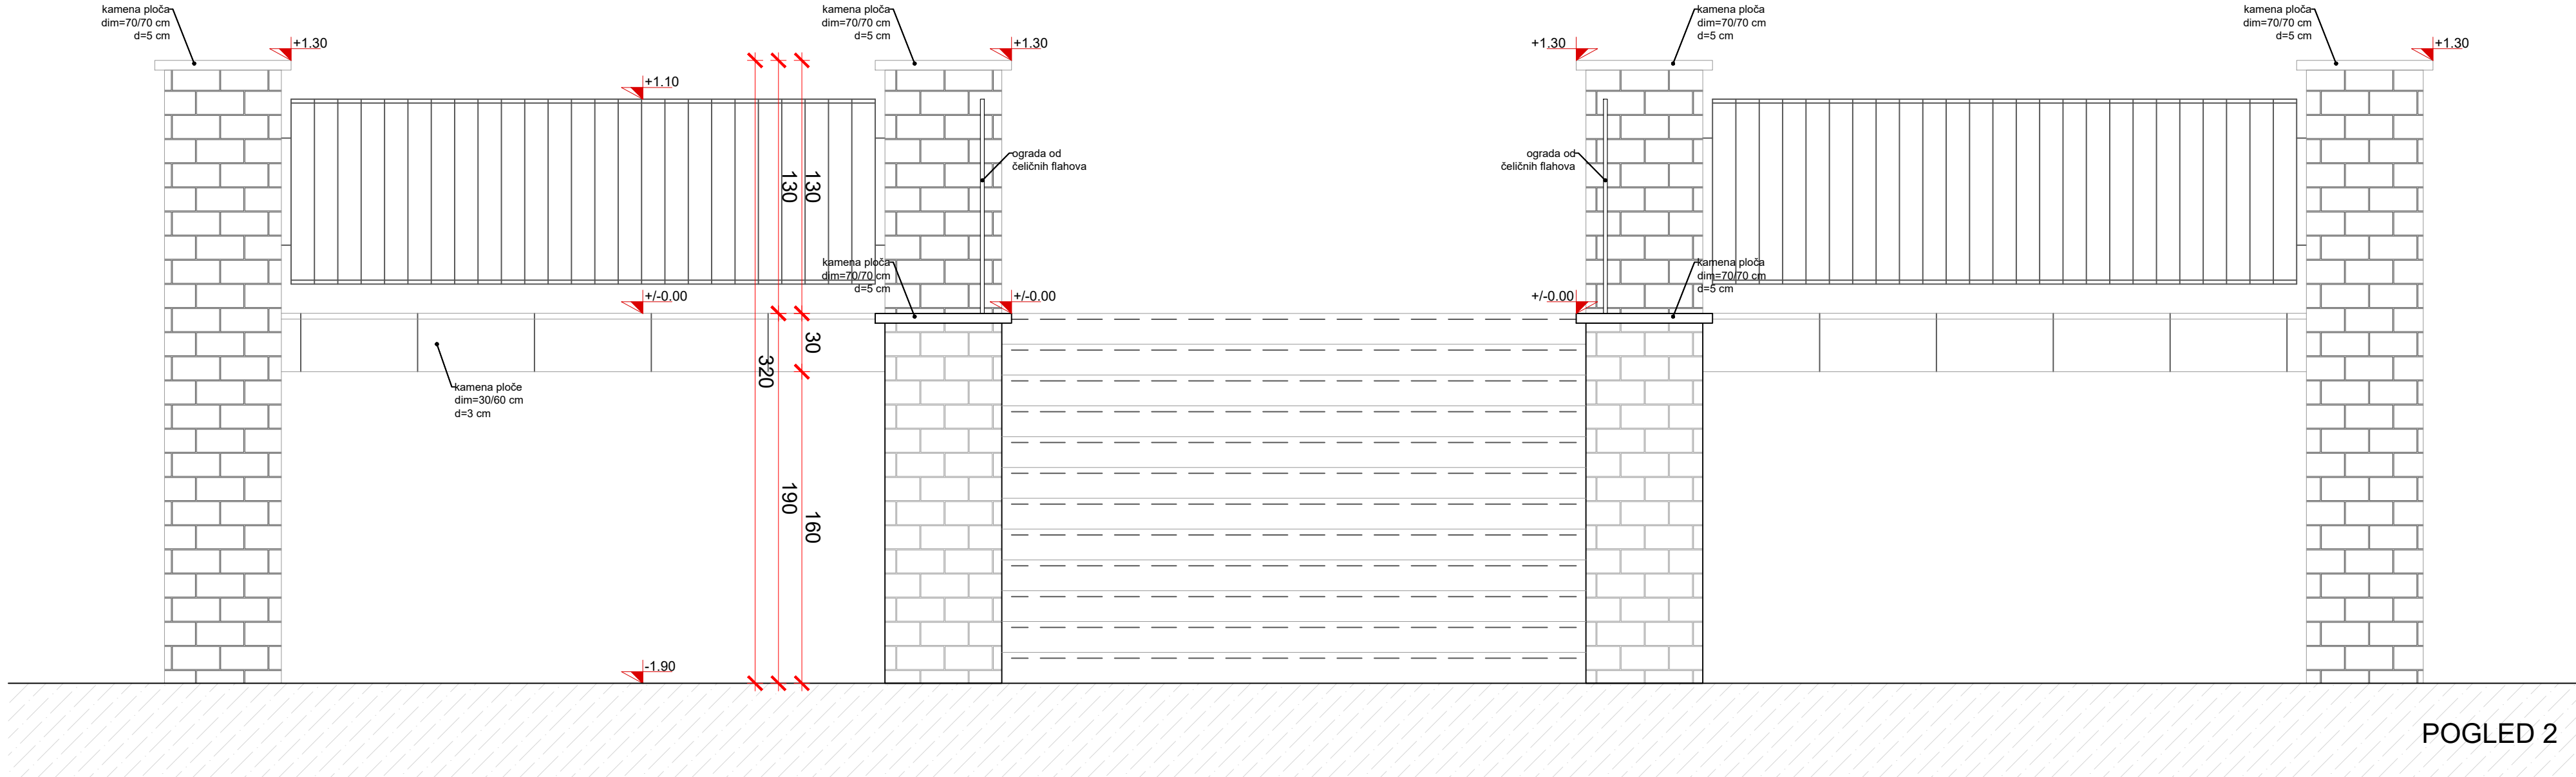 kamena ploča
dim=70/70 cm
d=5 cm
+1.30
kamena ploča
dim=70/70 cm
d=5 cm
+1.30
+1.30
kamena ploča
dim=70/70 cm
d=5 cm
kamena ploča
dim=70/70 cm
d=5 cm
+1.30
+1.10
130
130
ograda od
čeličnih flahova
ograda od
čeličnih flahova
kamena ploča
dim=70/70 cm
d=5 cm
kamena ploča
dim=70/70 cm
d=5 cm
+/-0.00
+/-0.00
+/-0.00
30
320
kamena ploče
dim=30/60 cm
d=3 cm
190
160
-1.90
POGLED 2